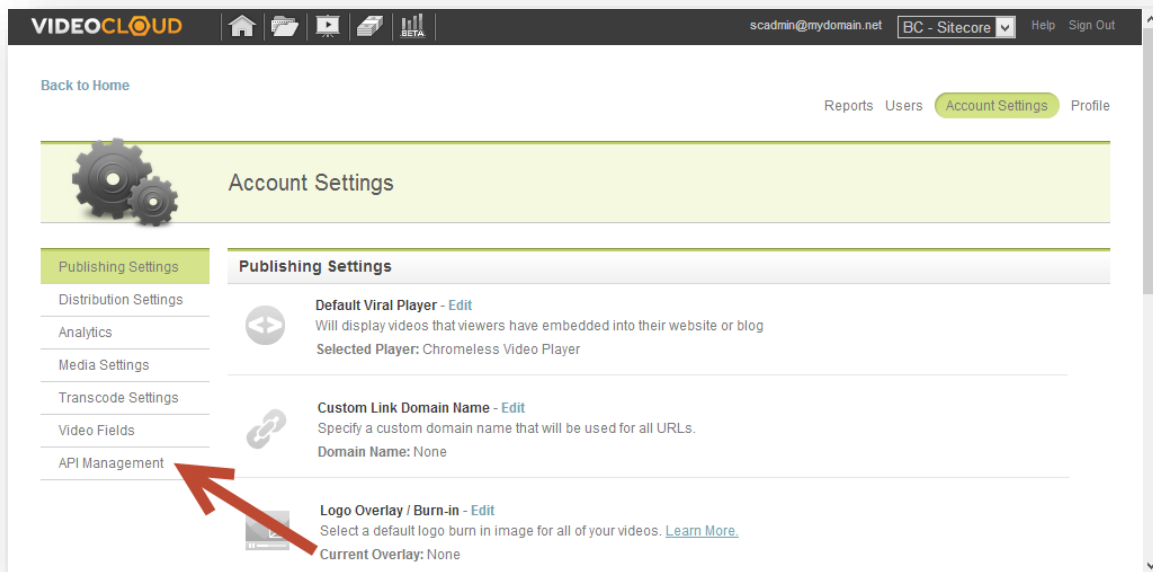 VIDEOCLOUD BETA scadmin@mydomain.net BC - Sitecore Help Sign Out
Back to Home
Reports Users Account Settings Profile
Account Settings
Publishing Settings
Distribution Settings
Analytics
Media Settings
Transcode Settings
Video Fields
API Management
Publishing Settings
Default Viral Player - Edit
Will display videos that viewers have embedded into their website or blog
Selected Player: Chromeless Video Player
Custom Link Domain Name - Edit
Specify a custom domain name that will be used for all URLs.
Domain Name: None
Logo Overlay / Burn-in - Edit
Select a default logo burn in image for all of your videos. Learn More.
Current Overlay: None